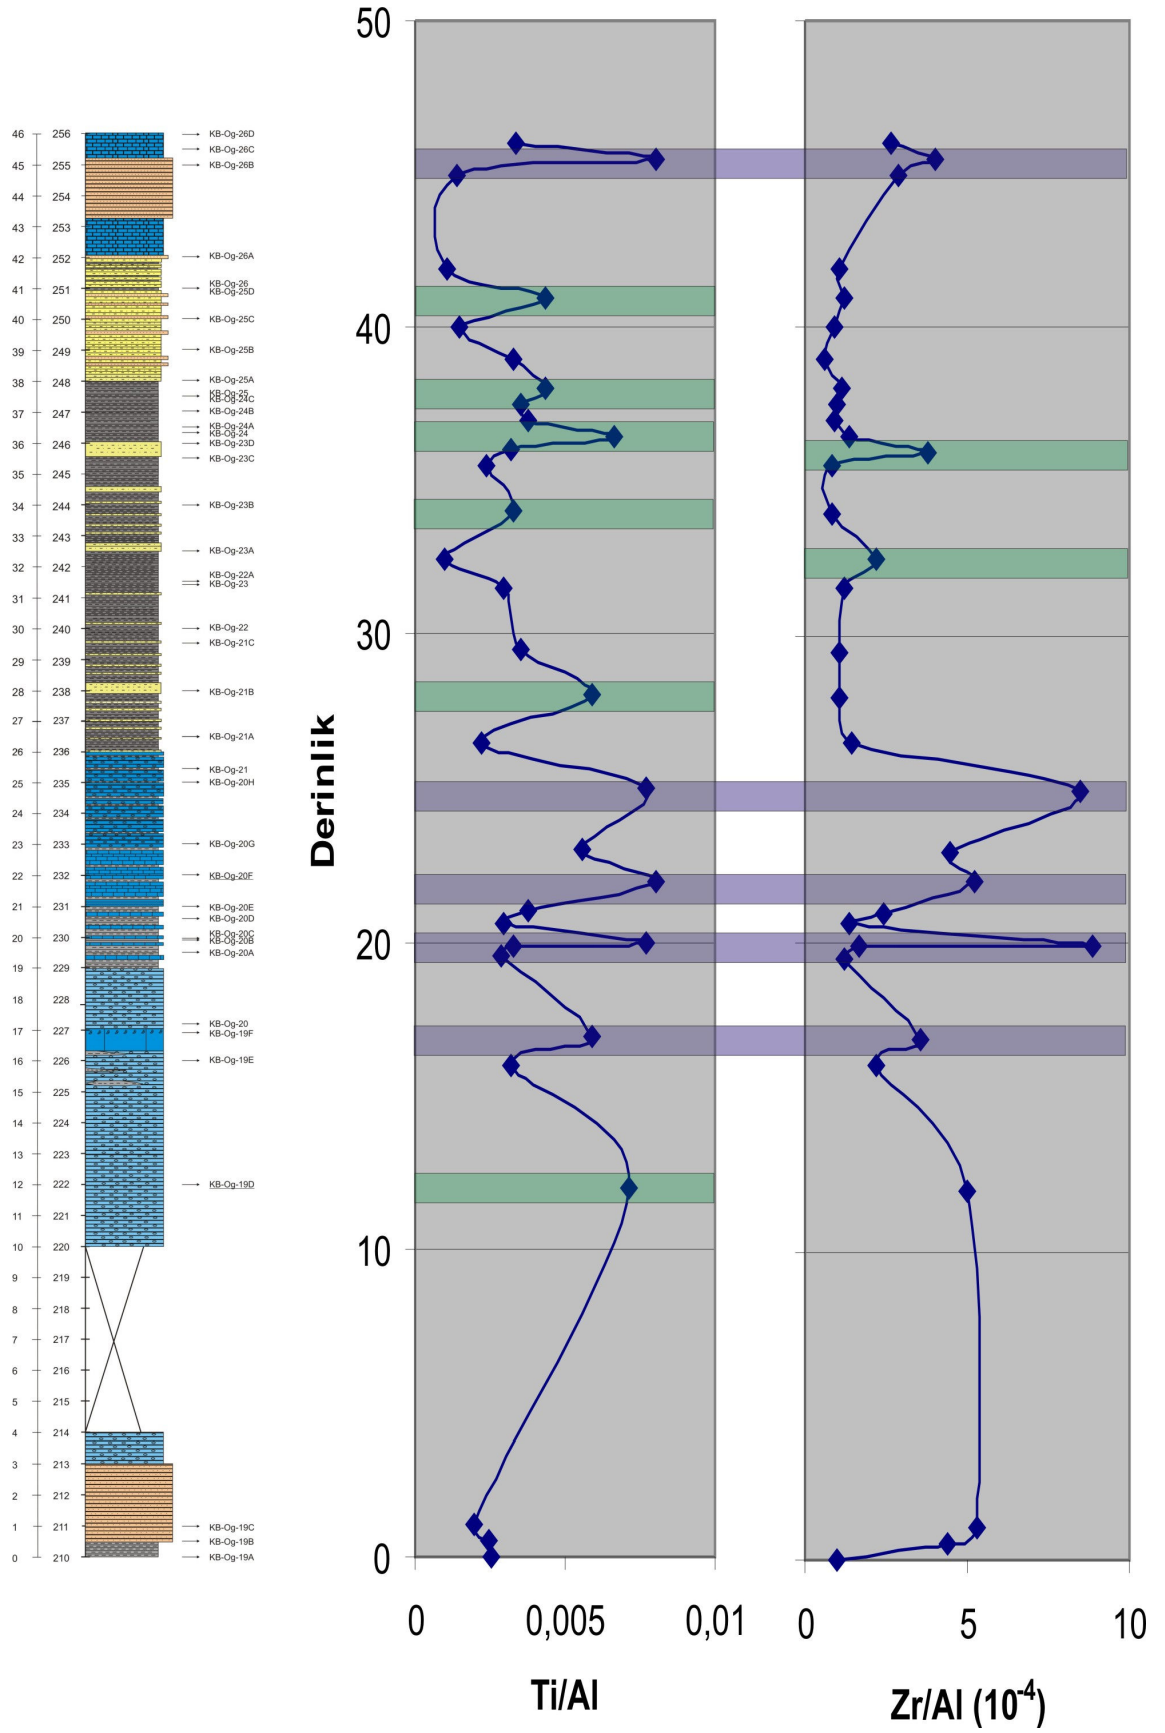 50
46 256 KB-Og-26D
KB-Og-26C
45 255 KB-Og-26B
44 254
43 253
42 252 KB-Og-26A
KB-Og-26
41 251 KB-Og-25D
40 250 KB-Og-25C
40
39 249 KB-Og-25B
38 248 KB-Og-25A
KB-Og-25
KB-Og-24C
37 247 KB-Og-24B
KB-Og-24A
KB-Og-24
36 246 KB-Og-23D
KB-Og-23C
35 245
34 244 KB-Og-23B
33 243
KB-Og-23A
32 242
KB-Og-22A
KB-Og-23
31 241
30 240 KB-Og-22
30
KB-Og-21C
29 239
28 238 KB-Og-21B
27 237
KB-Og-21A
26 236
KB-Og-21
25 235 KB-Og-20H
24 234
23 233 KB-Og-20G
22 232 KB-Og-20F
21 231 KB-Og-20E
KB-Og-20D
KB-Og-20C
20 230 KB-Og-20B
20
KB-Og-20A
19 229
18 228
KB-Og-20
17 227 KB-Og-19F
16 226 KB-Og-19E
15 225
14 224
13 223
12 222 KB-Og-19D
11 221
10 220
10
9 219
8 218
7 217
6 216
5 215
4 214
3 213
2 212
1 211 KB-Og-19C
KB-Og-19B
0 210 KB-Og-19A
0
Derinlik
0 0,005 0,01
0 5 10
Ti/Al
Zr/Al (10⁻⁴)